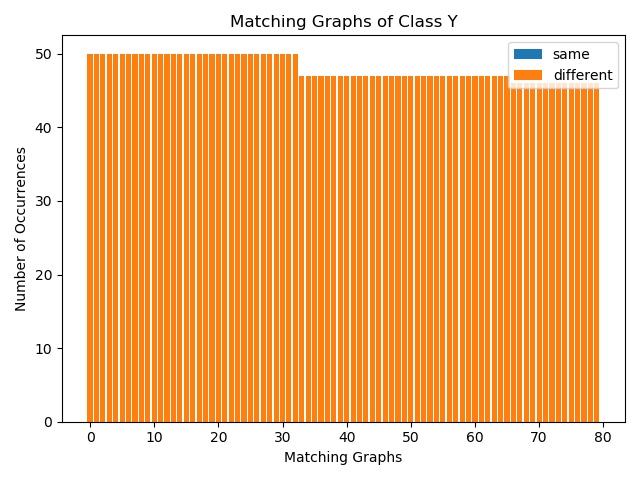 Matching Graphs of Class Y
same
different
Number of Occurrences
50
40
30
20
10
0
0 10 20 30 40 50 60 70 80
Matching Graphs